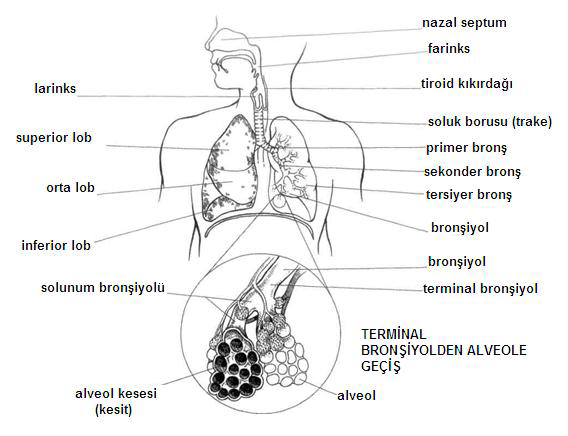 nazal septum
farinks
larinks
tiroid kıkırdağı
soluk borusu (trake)
superior lob
primer bronş
sekonder bronş
orta lob
tersiyer bronş
bronşiyol
inferior lob
bronşiyol
solunum bronşiyolü
terminal bronşiyol
TERMİNAL
BRONŞİYOLDEN ALVEOLE
GEÇİŞ
alveol kesesi
(kesit)
alveol